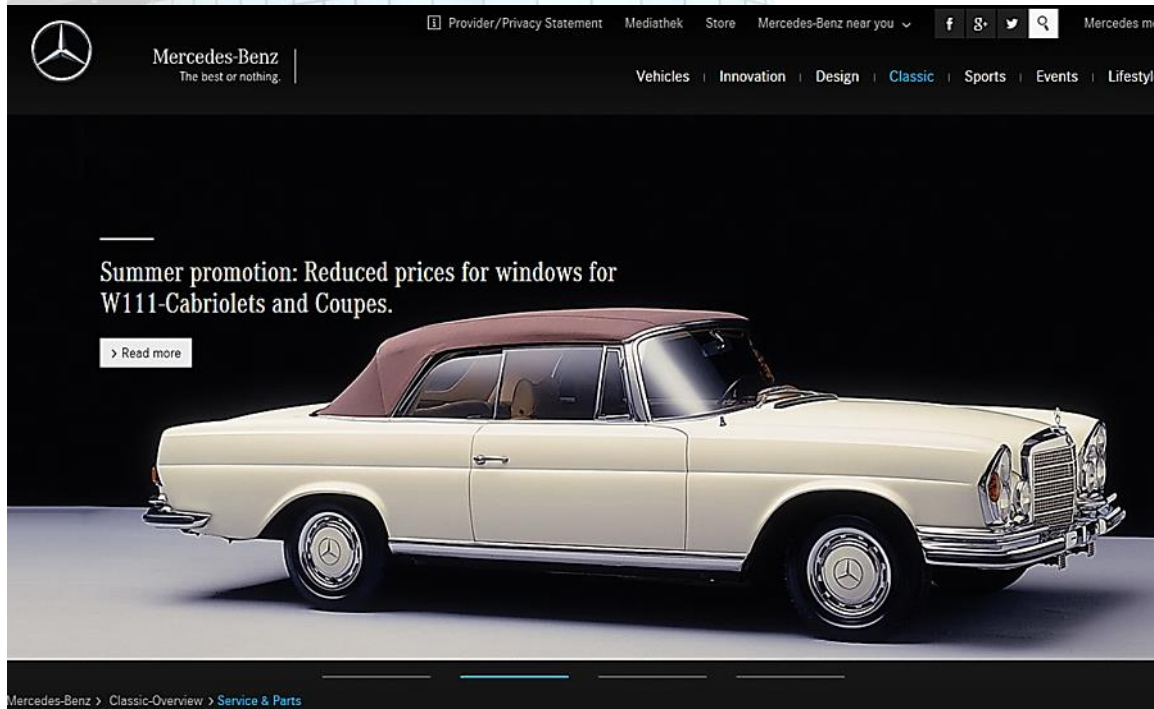 Provider/Privacy Statement Mediathek Store Mercedes-Benz near you
Mercedes-Benz
The best or nothing.
Vehicles Innovation Design Classic Sports Events
Summer promotion: Reduced prices for windows for
W111-Cabriolets and Coupes.
> Read more
Mercedes-Benz > Classic-Overview > Service & Parts